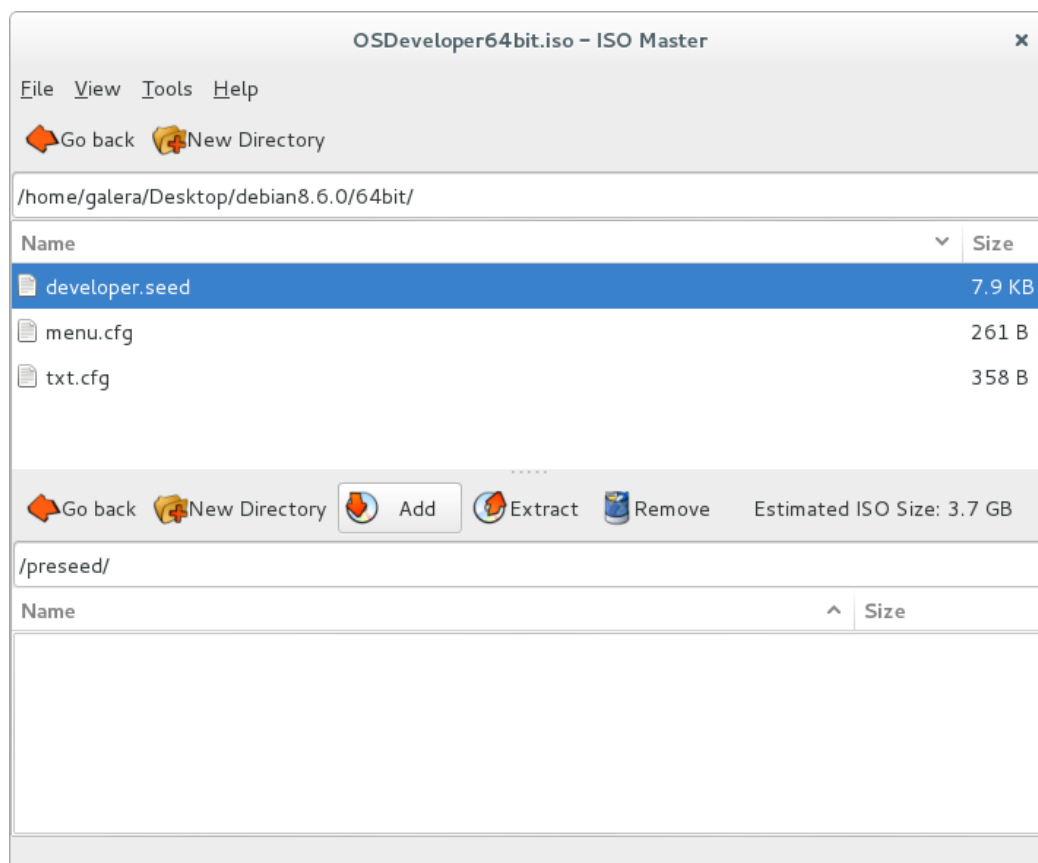 OSDeveloper64bit.iso – ISO Master
File View Tools Help
Go back New Directory
/home/galera/Desktop/debian8.6.0/64bit/
Name Size
developer.seed 7.9 KB
menu.cfg 261 B
txt.cfg 358 B
Go back New Directory Add Extract Remove Estimated ISO Size: 3.7 GB
/preseed/
Name Size